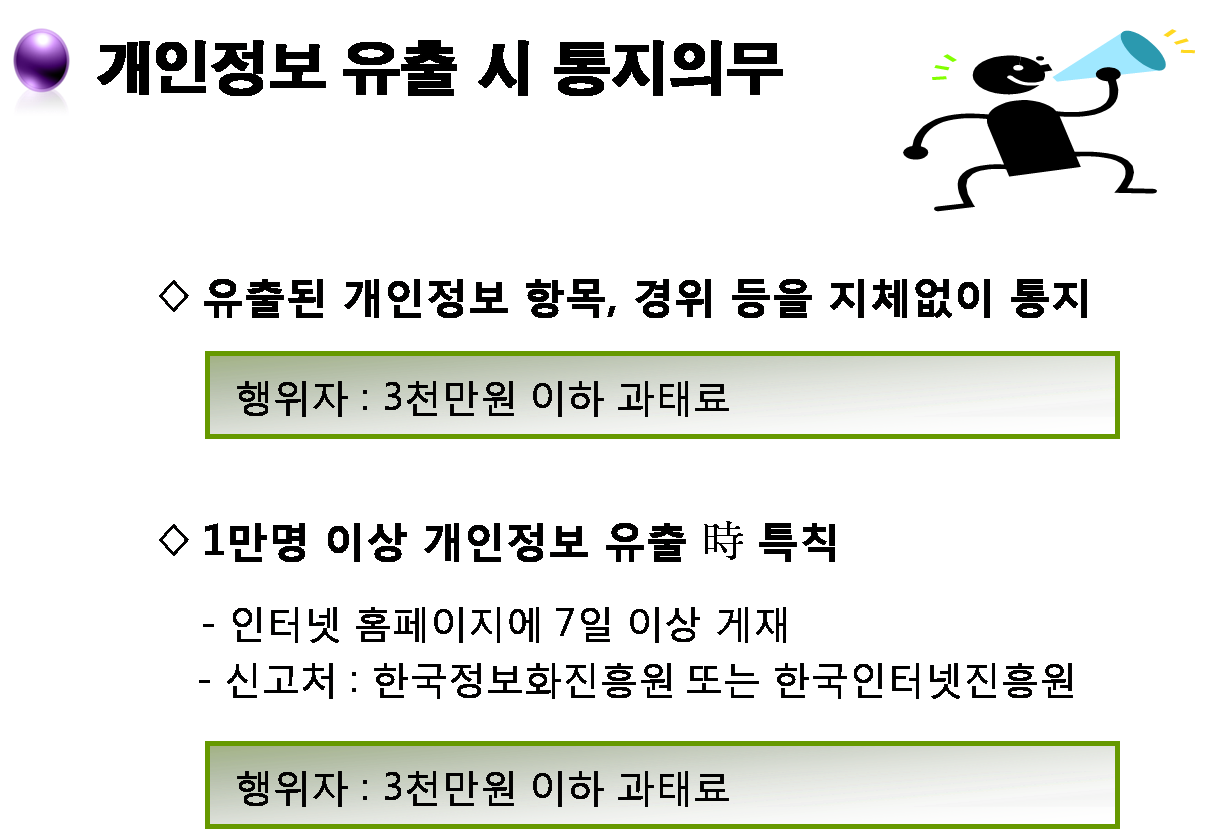 개인정보 유출 시 통지의무
◇ 유출된 개인정보 항목, 경위 등을 지체없이 통지
행위자 : 3천만원 이하 과태료
◇ 1만명 이상 개인정보 유출 時 특칙
- 인터넷 홈페이지에 7일 이상 게재
- 신고처 : 한국정보화진흥원 또는 한국인터넷진흥원
행위자 : 3천만원 이하 과태료